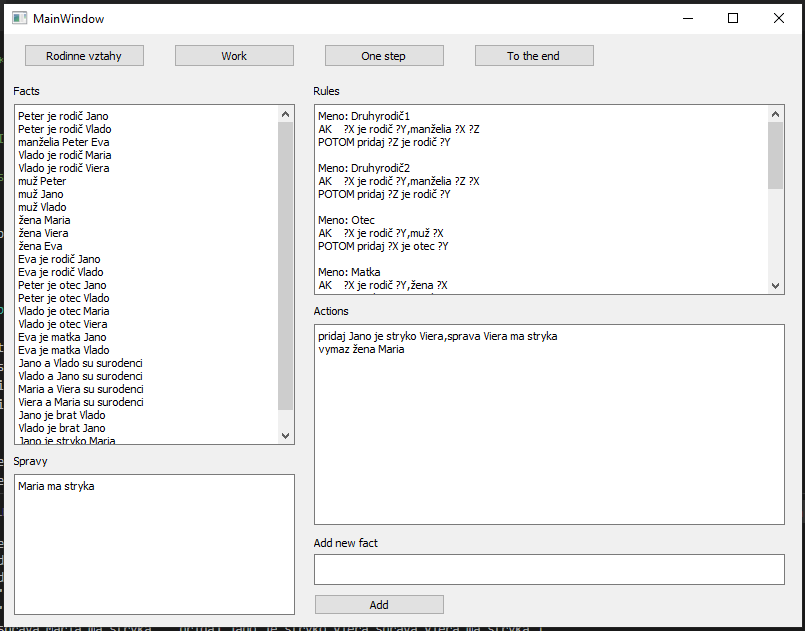 MainWindow
Rodinne vztahy
Work
One step
To the end
Facts
Peter je rodič Jano
Peter je rodič Vlado
manželia Peter Eva
Vlado je rodič Maria
Vlado je rodič Viera
muž Peter
muž Jano
muž Vlado
žena Maria
žena Viera
žena Eva
Eva je rodič Jano
Eva je rodič Vlado
Peter je otec Jano
Peter je otec Vlado
Vlado je otec Maria
Vlado je otec Viera
Eva je matka Jano
Eva je matka Vlado
Jano a Vlado su surodenci
Vlado a Jano su surodenci
Maria a Viera su surodenci
Viera a Maria su surodenci
Jano je brat Vlado
Vlado je brat Jano
Jano je stryko Maria
Spravy
Maria ma stryka
Rules
Meno: Druhyrodič1
AK    ?X je rodič ?Y,manželia ?X ?Z
POTOM pridaj ?Z je rodič ?Y
Meno: Druhyrodič2
AK    ?X je rodič ?Y,manželia ?Z ?X
POTOM pridaj ?Z je rodič ?Y
Meno: Otec
AK    ?X je rodič ?Y,muž ?X
POTOM pridaj ?X je otec ?Y
Meno: Matka
AK    ?X je rodič ?Y,žena ?X
Actions
pridaj Jano je stryko Viera,sprava Viera ma stryka
vymaz žena Maria
Add new fact
Add